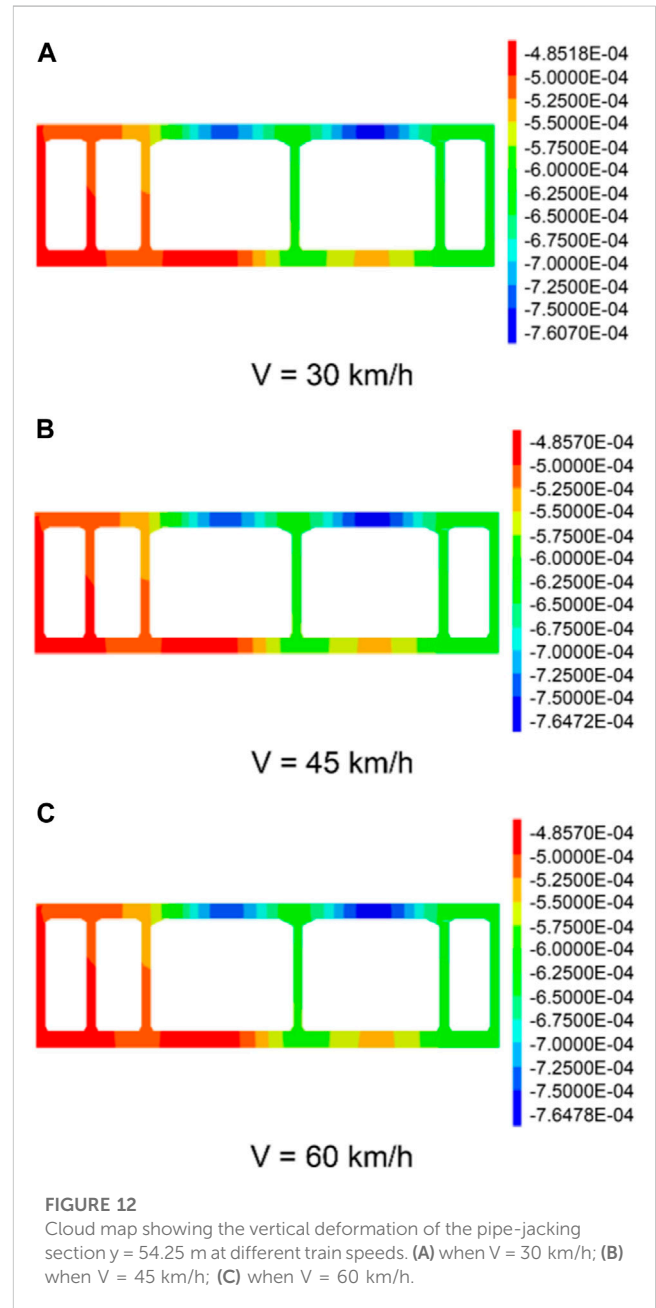 A
-4.8518E-04
-5.0000E-04
-5.2500E-04
-5.5000E-04
-5.7500E-04
-6.0000E-04
-6.2500E-04
-6.5000E-04
-6.7500E-04
-7.0000E-04
-7.2500E-04
-7.5000E-04
-7.6070E-04
V = 30 km/h
B
-4.8570E-04
-5.0000E-04
-5.2500E-04
-5.5000E-04
-5.7500E-04
-6.0000E-04
-6.2500E-04
-6.5000E-04
-6.7500E-04
-7.0000E-04
-7.2500E-04
-7.5000E-04
-7.6472E-04
V = 45 km/h
C
-4.8570E-04
-5.0000E-04
-5.2500E-04
-5.5000E-04
-5.7500E-04
-6.0000E-04
-6.2500E-04
-6.5000E-04
-6.7500E-04
-7.0000E-04
-7.2500E-04
-7.5000E-04
-7.6478E-04
V = 60 km/h
FIGURE 12
Cloud map showing the vertical deformation of the pipe-jacking
section y = 54.25 m at different train speeds. (A) when V = 30 km/h; (B)
when V = 45 km/h; (C) when V = 60 km/h.